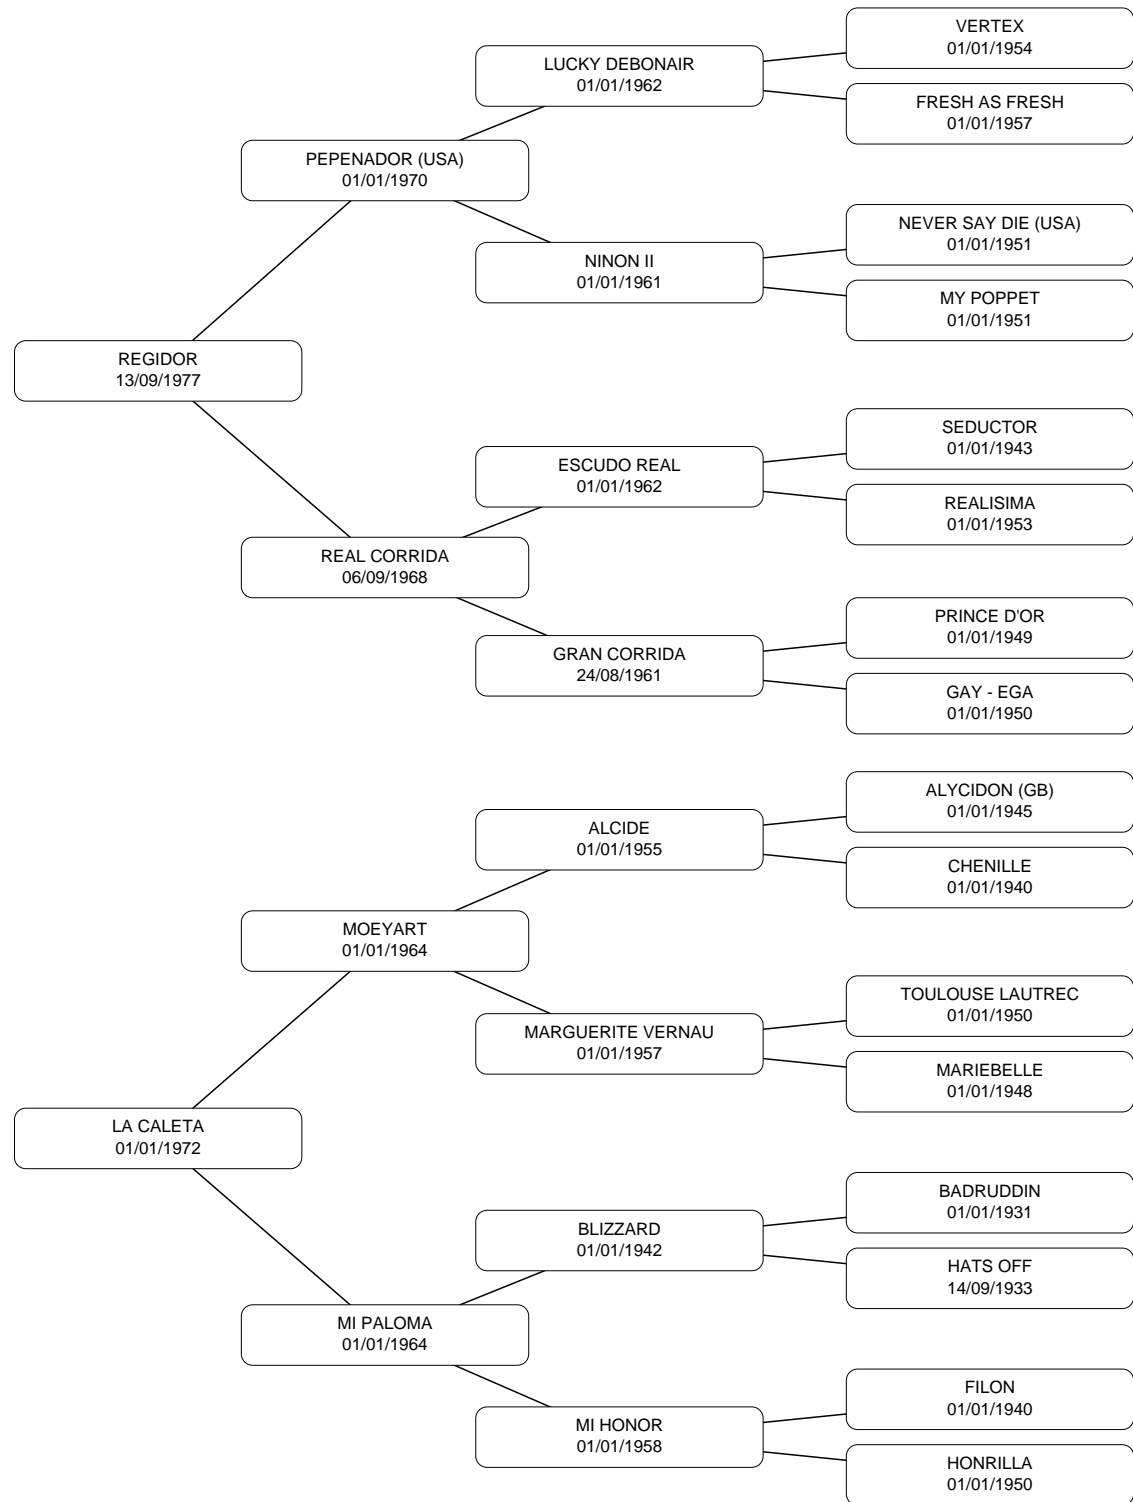 VERTEX
01/01/1954
LUCKY DEBONAIR
01/01/1962
FRESH AS FRESH
01/01/1957
PEPENADOR (USA)
01/01/1970
NEVER SAY DIE (USA)
01/01/1951
NINON II
01/01/1961
MY POPPET
01/01/1951
REGIDOR
13/09/1977
SEDUCTOR
01/01/1943
ESCUDO REAL
01/01/1962
REALISIMA
01/01/1953
REAL CORRIDA
06/09/1968
PRINCE D'OR
01/01/1949
GRAN CORRIDA
24/08/1961
GAY - EGA
01/01/1950
ALYCIDON (GB)
01/01/1945
ALCIDE
01/01/1955
CHENILLE
01/01/1940
MOEYART
01/01/1964
TOULOUSE LAUTREC
01/01/1950
MARGUERITE VERNAU
01/01/1957
MARIEBELLE
01/01/1948
LA CALETA
01/01/1972
BADRUDDIN
01/01/1931
BLIZZARD
01/01/1942
HATS OFF
14/09/1933
MI PALOMA
01/01/1964
FILON
01/01/1940
MI HONOR
01/01/1958
HONRILLA
01/01/1950